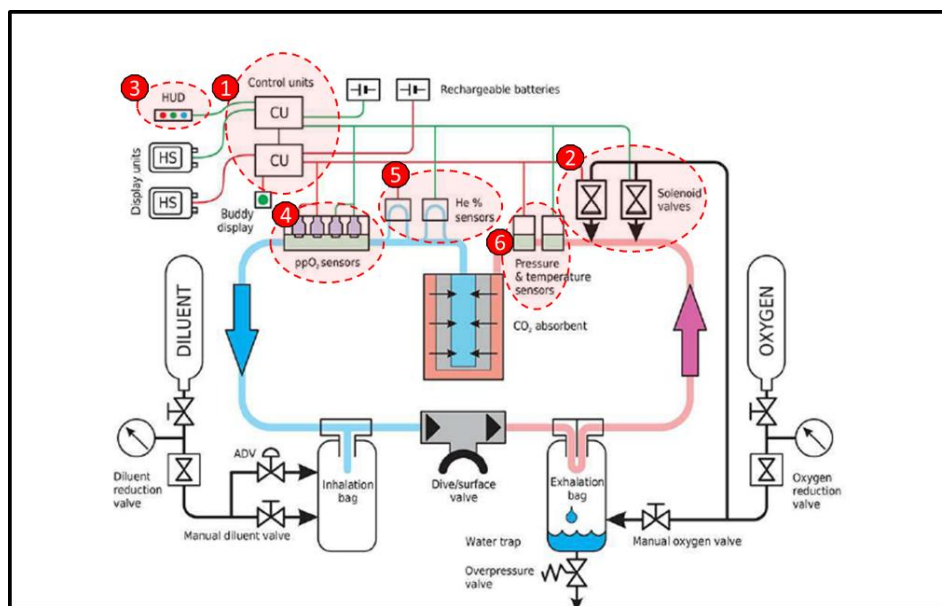 3
1
HUD
Control units
CU
CU
Rechargeable batteries
Display units
HS
HS
Buddy
display
4
ppO₂ sensors
5
He %
sensors
2
Solenoid
valves
6
Pressure
& temperature
sensors
CO₂ absorbent
DILUENT
OXYGEN
Diluent
reduction
valve
ADV
Manual diluent valve
Inhalation
bag
Dive/surface
valve
Exhalation
bag
Water trap
Overpressure
valve
Manual oxygen valve
Oxygen
reduction
valve